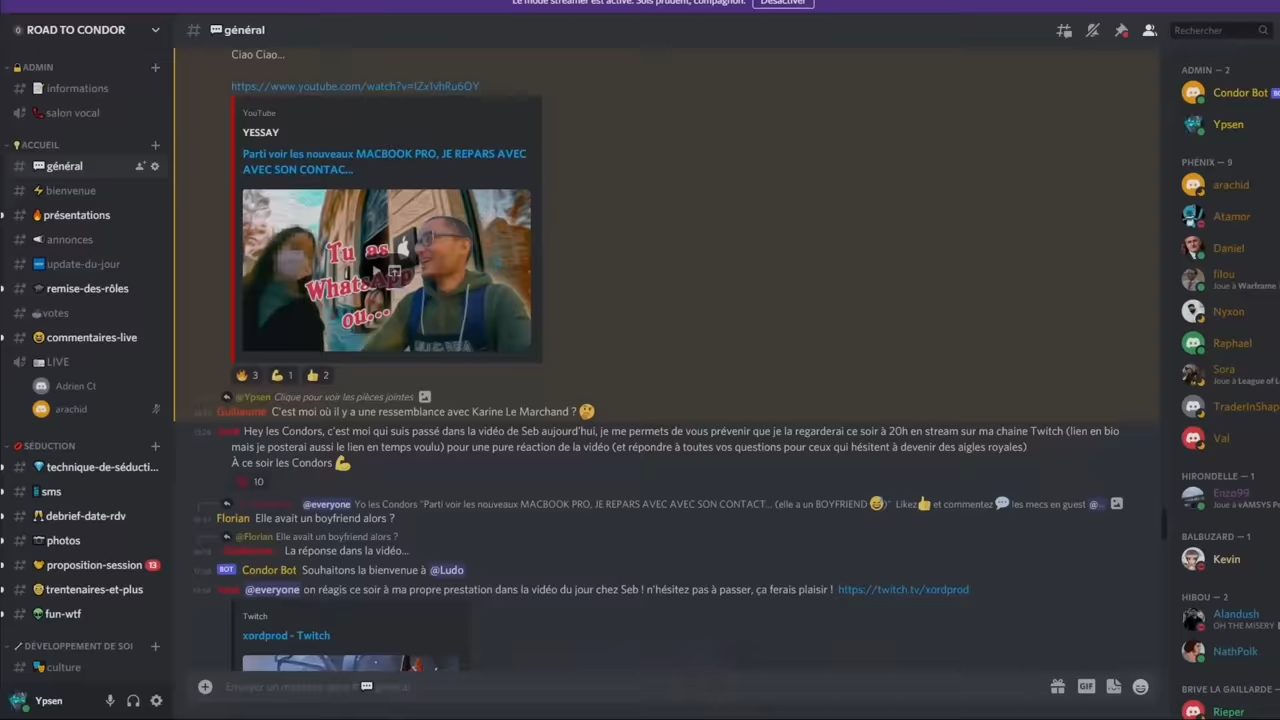 Le mode streamer est activé. Sois prudent, compagnon.
Désactiver
ROAD TO CONDOR
ADMIN
informations
salon vocal
ACCUEIL
général
bienvenue
présentations
annonces
update-du-jour
remise-des-rôles
votes
commentaires-live
LIVE
Adrien Ct
arachid
SÉDUCTION
technique-de-séducti...
sms
debrief-date-rdv
photos
proposition-session 13
trentenaires-et-plus
fun-wtf
DÉVELOPPEMENT DE SOI
culture
Ypsen
général
Ciao Ciao...
https://www.youtube.com/watch?v=fZx1vhRu6OY
YouTube
YESSAY
Parti voir les nouveaux MACBOOK PRO, JE REPARS AVEC
AVEC SON CONTAC...
Tu as
WhatsApp
ou...
3 1 2
@Ypsen Clique pour voir les pièces jointes
Guillaume C'est moi où il y a une ressemblance avec Karine Le Marchand ?
Hey les Condors, c'est moi qui suis passé dans la vidéo de Seb aujourd'hui, je me permets de vous prévenir que je la regarderai ce soir à 20h en stream sur ma chaine Twitch (lien en bio
mais je posterai aussi le lien en temps voulu) pour une pure réaction de la vidéo (et répondre à toutes vos questions pour ceux qui hésitent à devenir des aigles royales)
À ce soir les Condors
10
@everyone Yo les Condors "Parti voir les nouveaux MACBOOK PRO, JE REPARS AVEC AVEC SON CONTACT... (elle a un BOYFRIEND)" Likez et commentez les mecs en guest @...
Florian Elle avait un boyfriend alors ?
@Florian Elle avait un boyfriend alors ?
La réponse dans la vidéo...
BOT Condor Bot Souhaitons la bienvenue à @Ludo
@everyone on réagis ce soir à ma propre prestation dans la vidéo du jour chez Seb ! n'hésitez pas à passer, ça ferais plaisir ! https://twitch.tv/xordprod
Twitch
xordprod - Twitch
GIF
Rechercher
ADMIN — 2
Condor Bot
Ypsen
PHÉNIX — 9
arachid
Atamor
Daniel
filou
Joue à Warframe
Nyxon
Raphael
Sora
Joue à League of L
TraderInShap
Val
HIRONDELLE — 1
Enzo99
Joue à eAMSYS P
BALBUZARD — 1
Kevin
HIBOU — 2
Alandush
OH THE MISERY
NathPolk
BRIVE LA GAILLARDE
Rieper